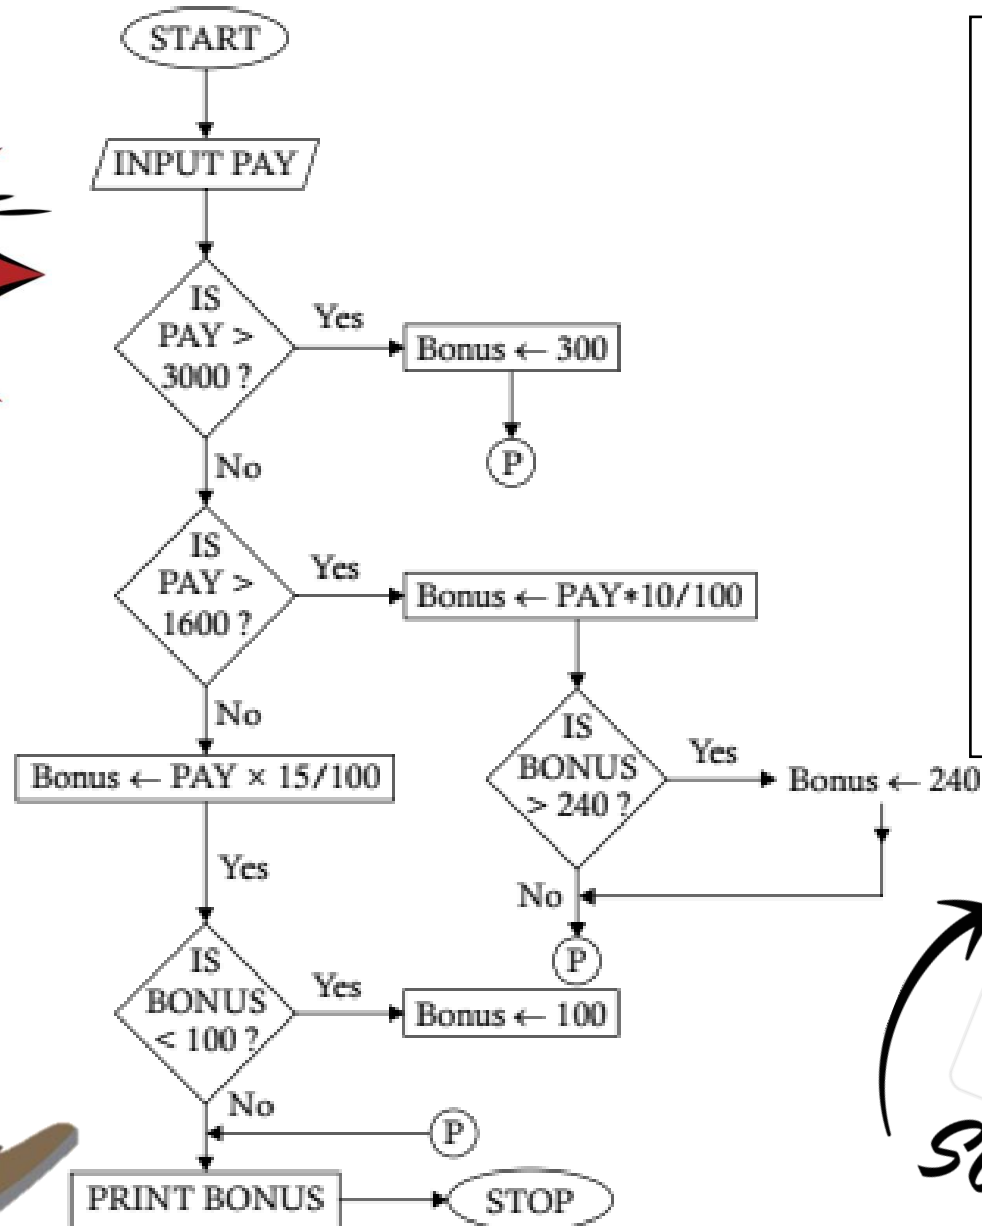 START
INPUT PAY
IS
PAY >
3000 ?
Yes
Bonus ← 300
P
No
IS
PAY >
1600 ?
Yes
Bonus ← PAY*10/100
No
IS
BONUS
> 240 ?
Yes
Bonus ← 240
No
P
Bonus ← PAY × 15/100
Yes
IS
BONUS
< 100 ?
Yes
Bonus ← 100
No
P
PRINT BONUS
STOP